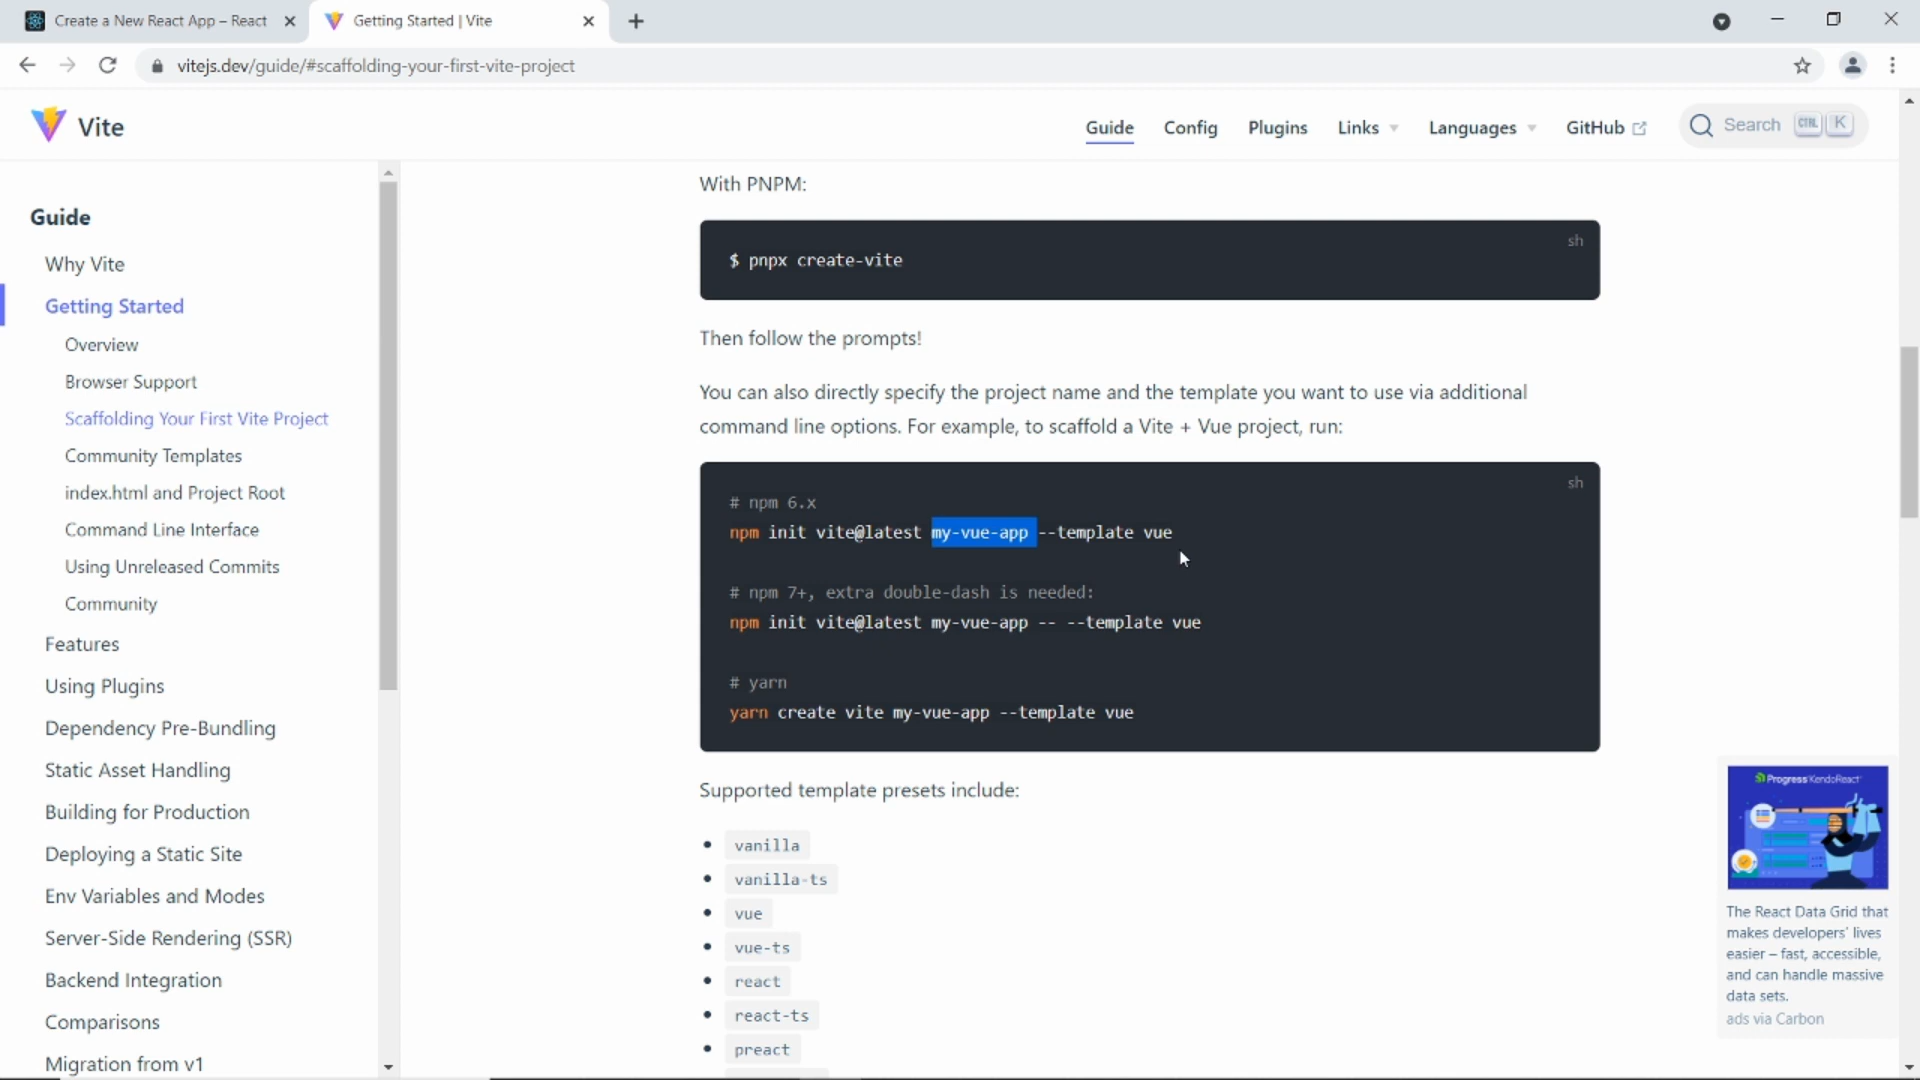 Create a New React App – React
Getting Started | Vite
vitejs.dev/guide/#scaffolding-your-first-vite-project
Vite
Guide
Config
Plugins
Links
Languages
GitHub
Search
CTRL
K
Guide
Why Vite
Getting Started
Overview
Browser Support
Scaffolding Your First Vite Project
Community Templates
index.html and Project Root
Command Line Interface
Using Unreleased Commits
Community
Features
Using Plugins
Dependency Pre-Bundling
Static Asset Handling
Building for Production
Deploying a Static Site
Env Variables and Modes
Server-Side Rendering (SSR)
Backend Integration
Comparisons
Migration from v1
With PNPM:
sh
$ pnpx create-vite
Then follow the prompts!
You can also directly specify the project name and the template you want to use via additional
command line options. For example, to scaffold a Vite + Vue project, run:
sh
# npm 6.x
npm init vite@latest my-vue-app --template vue
# npm 7+, extra double-dash is needed:
npm init vite@latest my-vue-app -- --template vue
# yarn
yarn create vite my-vue-app --template vue
Supported template presets include:
vanilla
vanilla-ts
vue
vue-ts
react
react-ts
preact
Progress KendoReact
The React Data Grid that
makes developers' lives
easier – fast, accessible,
and can handle massive
data sets.
ads via Carbon